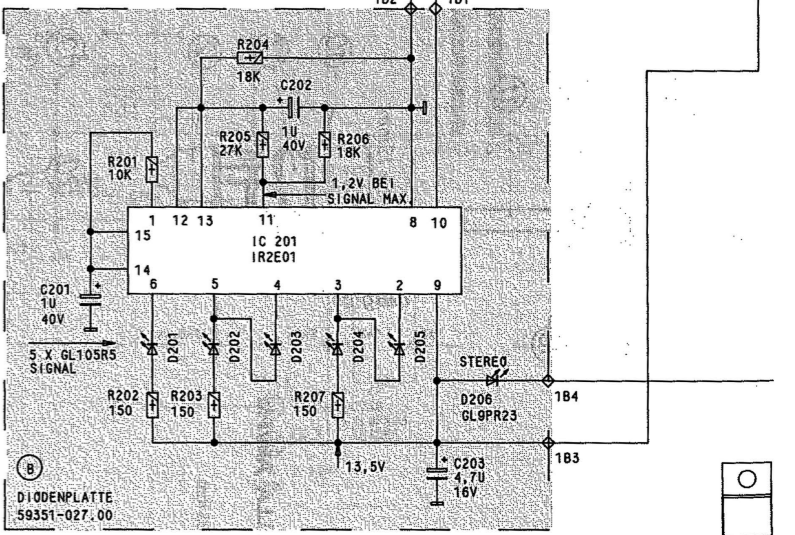 1B2
1B1
R204
18K
C202
+
1U
40V
R205
27K
R206
18K
R201
10K
1,2V BEI
SIGNAL MAX.
1
12
13
11
8
10
15
14
IC 201
IR2E01
6
5
4
3
2
9
C201
1U
40V
+
5 X GL105R5
SIGNAL
D201
D202
D203
D204
D205
STEREO
D206
GL9PR23
1B4
R202
150
R203
150
R207
150
1B3
13,5V
+
C203
4,7U
16V
B
DIODENPLATTE
59351-027.00